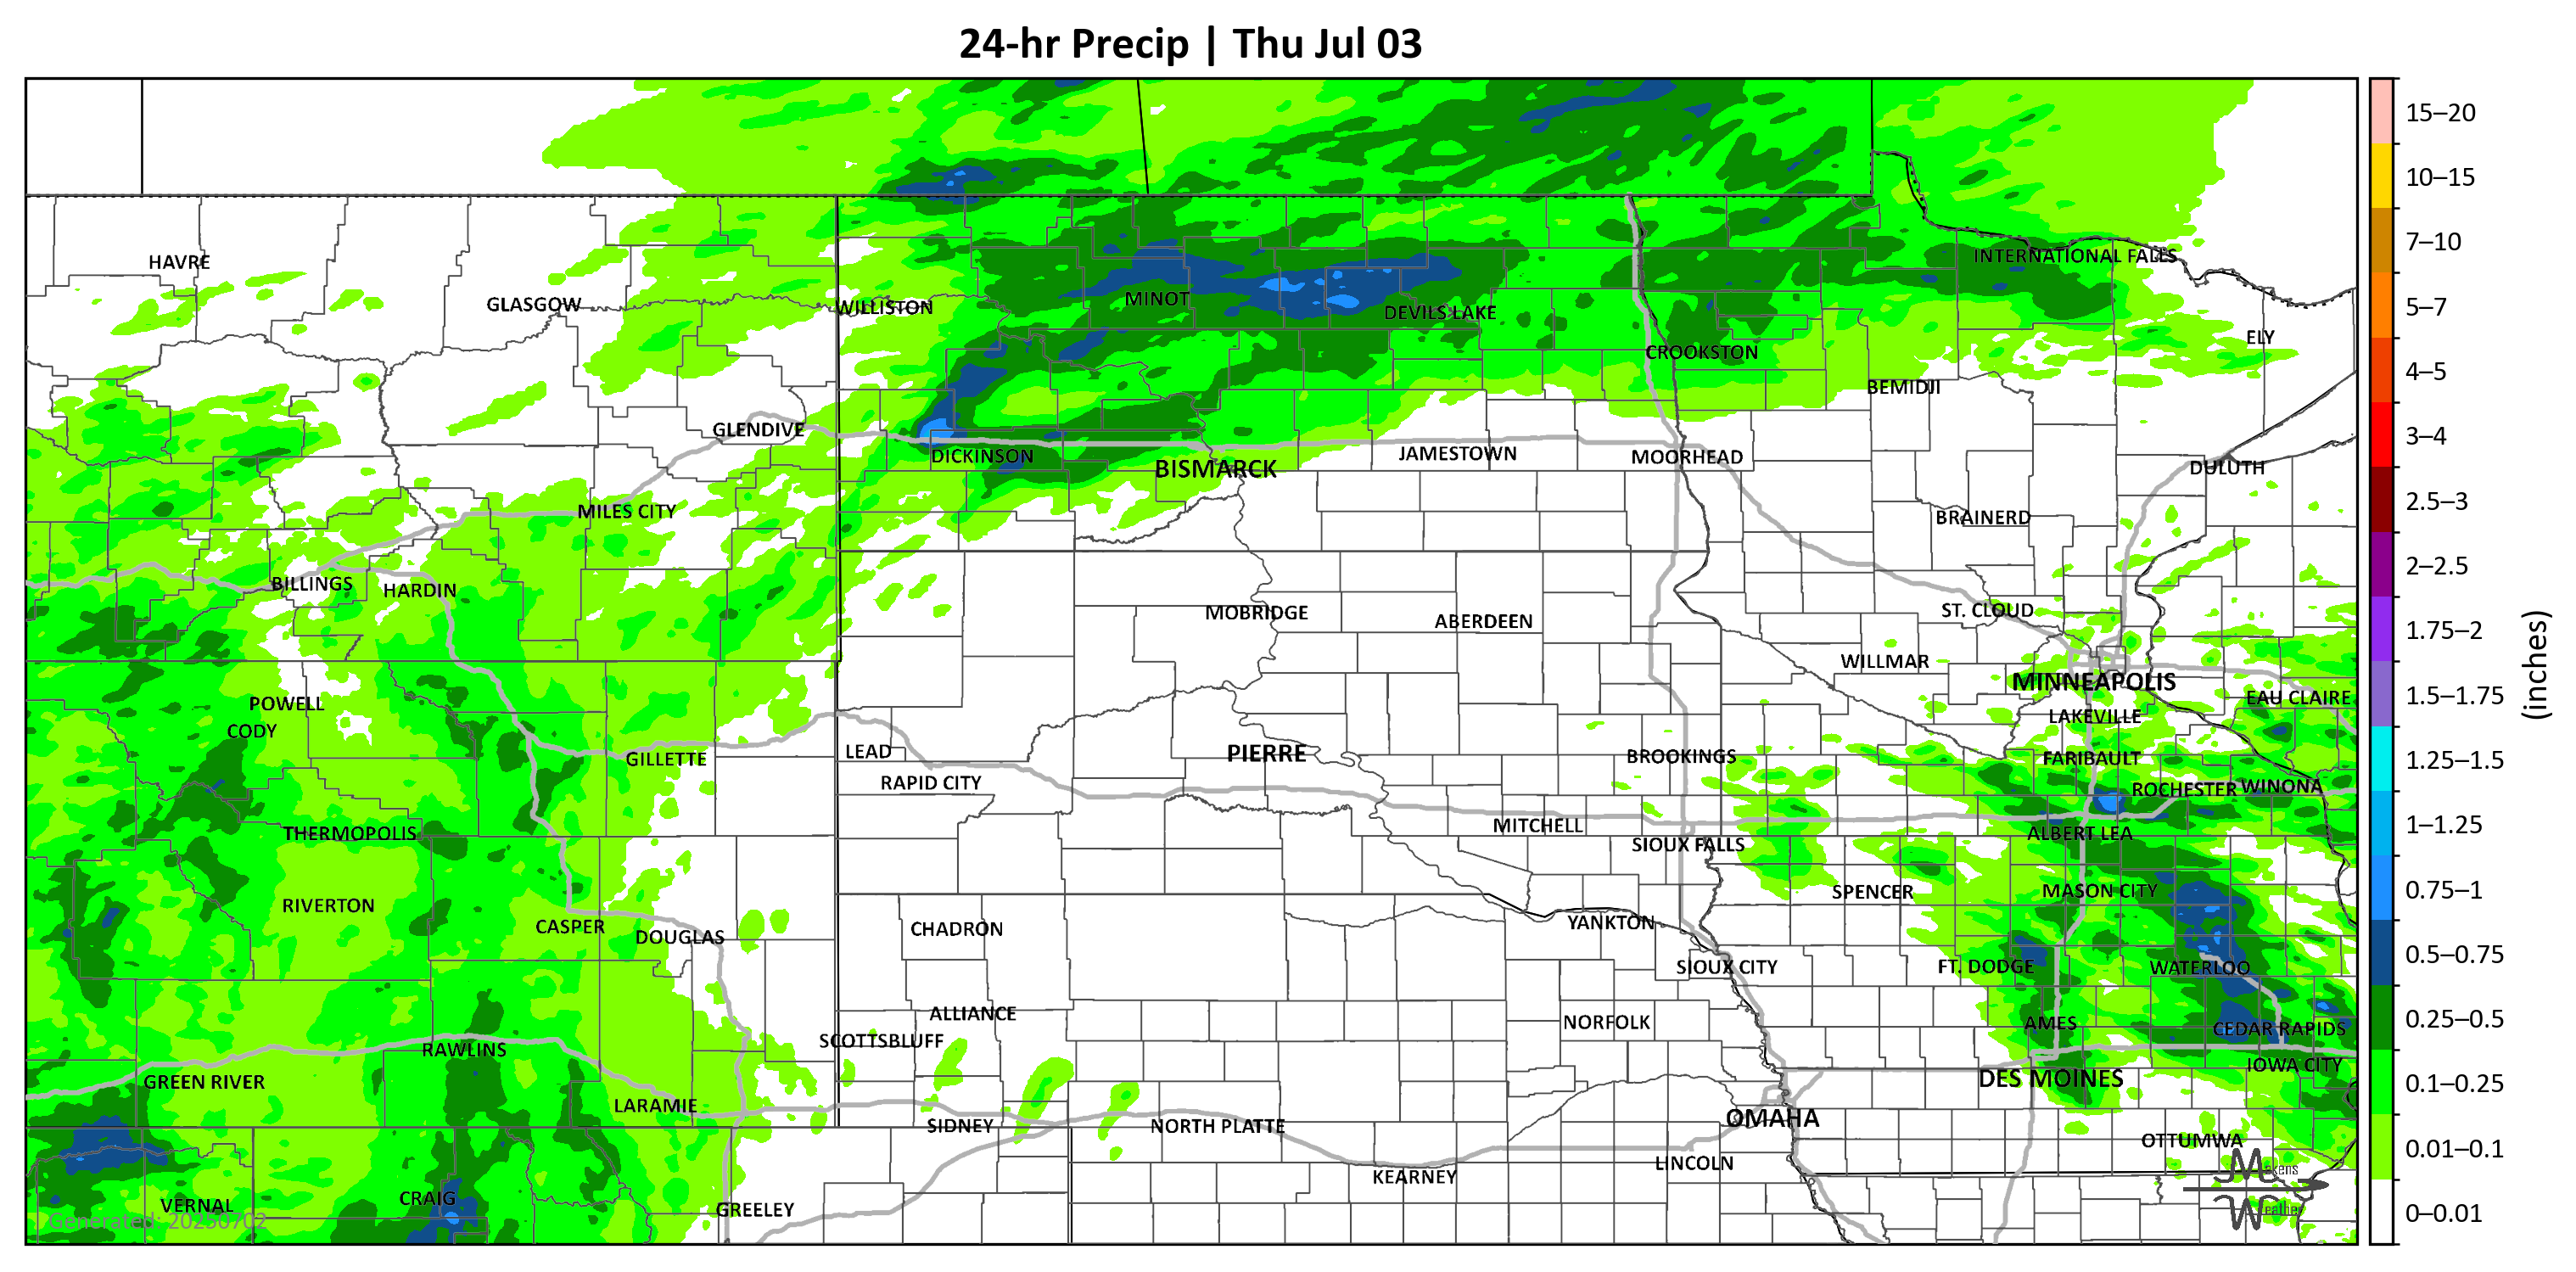 24-hr Precip | Thu Jul 03
15–20
10–15
7–10
5–7
4–5
3–4
2.5–3
2–2.5
1.75–2
1.5–1.75
1.25–1.5
1–1.25
0.75–1
0.5–0.75
0.25–0.5
0.1–0.25
0.01–0.1
0–0.01
(inches)
HAVRE
INTERNATIONAL FALLS
GLASGOW
WILLISTON
MINOT
DEVILS LAKE
ELY
CROOKSTON
BEMIDJI
GLENDIVE
DICKINSON
BISMARCK
JAMESTOWN
MOORHEAD
DULUTH
MILES CITY
BRAINERD
BILLINGS
HARDIN
MOBRIDGE
ABERDEEN
ST. CLOUD
WILLMAR
MINNEAPOLIS
POWELL
EAU CLAIRE
CODY
LAKEVILLE
GILLETTE
LEAD
PIERRE
BROOKINGS
FARIBAULT
RAPID CITY
ROCHESTER
WINONA
THERMOPOLIS
MITCHELL
ALBERT LEA
SIOUX FALLS
RIVERTON
SPENCER
MASON CITY
CASPER
DOUGLAS
CHADRON
YANKTON
SIOUX CITY
FT. DODGE
WATERLOO
ALLIANCE
NORFOLK
AMES
CEDAR RAPIDS
SCOTTSBLUFF
RAWLINS
IOWA CITY
GREEN RIVER
DES MOINES
LARAMIE
SIDNEY
NORTH PLATTE
OMAHA
OTTUMWA
LINCOLN
KEARNEY
VERNAL
CRAIG
GREELEY
Generated: 20250702
Makens
Weather